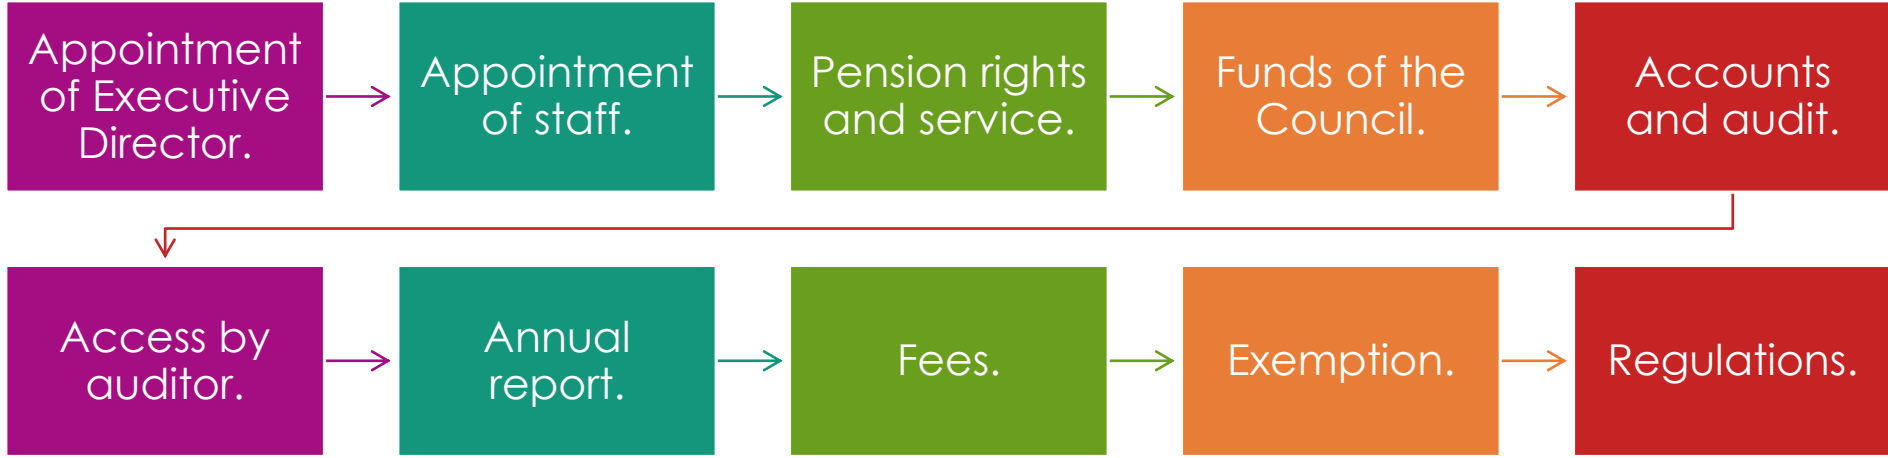 Appointment
of Executive
Director.
Appointment
of staff.
Pension rights
and service.
Funds of the
Council.
Accounts
and audit.
Access by
auditor.
Annual
report.
Fees.
Exemption.
Regulations.